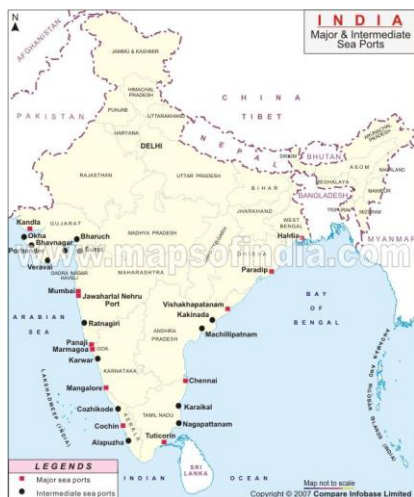 N
INDIA
Major & Intermediate
Sea Ports
AFGHANISTAN
JAMMU & KASHMIR
HIMACHAL
PRADESH
PUNJAB
UTTARAKHAND
HARYANA
DELHI
PAKISTAN
CHINA
TIBET
NEPAL
SIKKIM
BHUTAN
ARUNACHAL
PRADESH
RAJASTHAN
UTTAR PRADESH
BIHAR
ASOM
NAGALAND
MEGHALAYA
MANIPUR
BANGLADESH
TRIPURA
MIZORAM
MYANMAR
JHARKHAND
WEST
BENGAL
GUJARAT
MADHYA PRADESH
CHHATTISGARH
ORISSA
Kandla
Okha
Bhavnagar
Porbandar
Veravai
Bharuch
Surat
Haldia
Paradip
www.mapsofindia.com
DADRA NAGAR
HAVELI
MAHARASHTRA
Mumbai
Jawaharlal Nehru
Port
ARABIAN
SEA
Ratnagiri
Vishakhapatanam
Kakinada
Machillipatnam
BAY
OF
BENGAL
ANDHRA
PRADESH
Panaji
Marmagoa
GOA
Karwar
KARNATAKA
Mangalore
Chennai
LAKSHADWEEP (INDIA)
ANDAMAN AND NICOBAR ISLANDS (INDIA)
Cozhikode
TAMIL NADU
Karaikal
KERALA
Nagapattanam
Cochin
Alapuzha
Tuticorin
SRI
LANKA
INDIAN OCEAN
LEGENDS
Major sea ports
Intermediate sea ports
Map not to scale
Copyright © 2007 Compare Infobase Limited